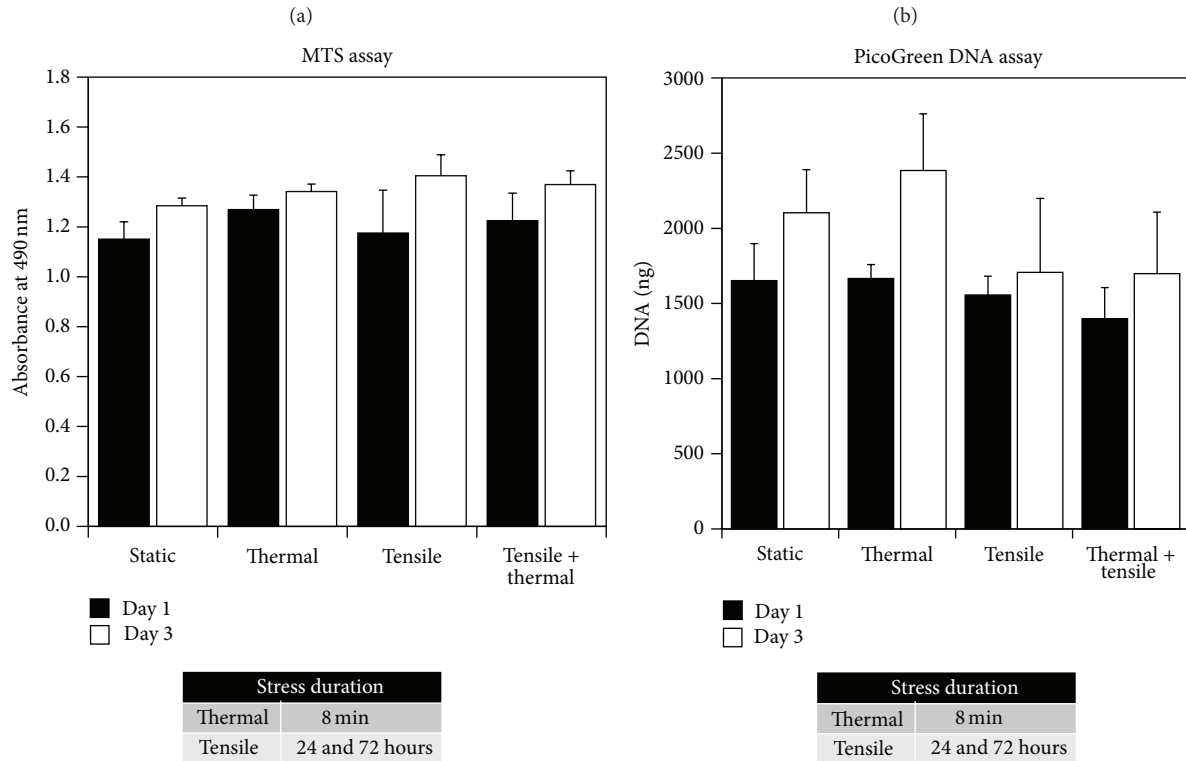 (a)
MTS assay
1.8
1.6
1.4
1.2
1.0
0.8
0.6
0.4
0.2
0.0
Absorbance at 490 nm
Static
Thermal
Tensile
Tensile +
thermal
Day 1
Day 3
Stress duration
Thermal 8 min
Tensile 24 and 72 hours
(b)
PicoGreen DNA assay
3000
2500
2000
1500
1000
500
0
DNA (ng)
Static
Thermal
Tensile
Thermal +
tensile
Day 1
Day 3
Stress duration
Thermal 8 min
Tensile 24 and 72 hours